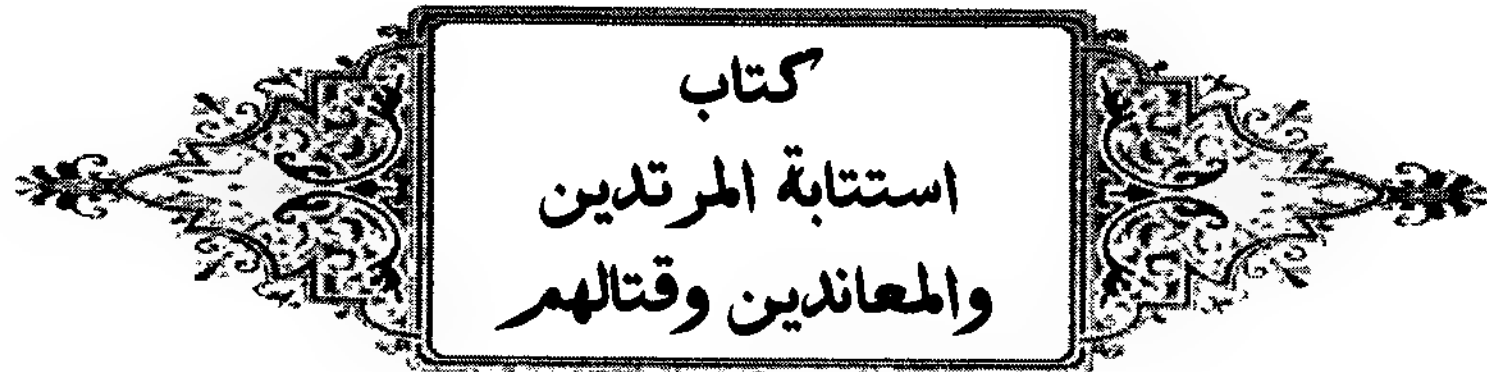 كتاب
استتابة المرتدين
والمعاندين وقتالهم